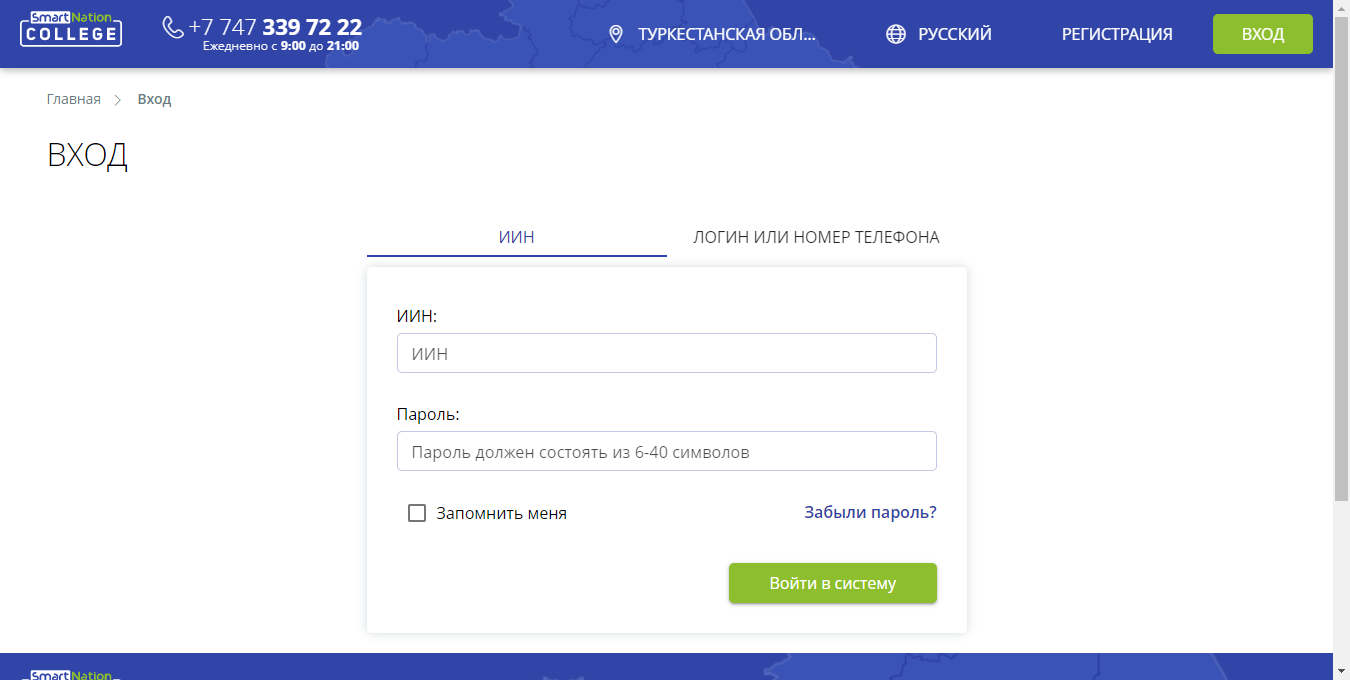 SmartNation
COLLEGE
+7 747 339 72 22
Ежедневно с 9:00 до 21:00
ТУРКЕСТАНСКАЯ ОБЛ...
РУССКИЙ
РЕГИСТРАЦИЯ
ВХОД
Главная
Вход
ВХОД
ИИН
ЛОГИН ИЛИ НОМЕР ТЕЛЕФОНА
ИИН:
ИИН
Пароль:
Пароль должен состоять из 6-40 символов
Запомнить меня
Забыли пароль?
Войти в систему
SmartNation